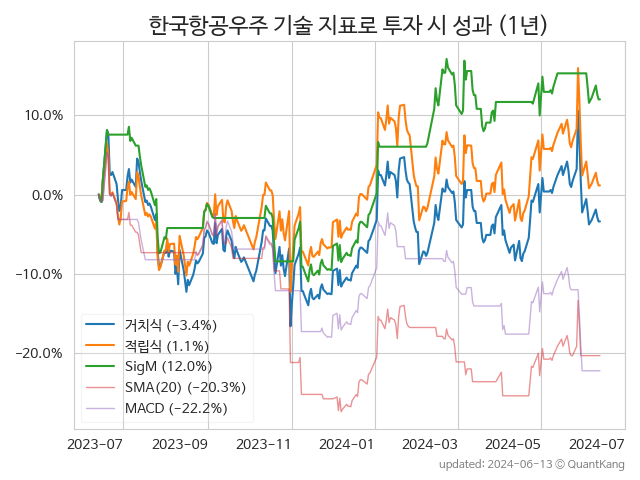 한국항공우주 기술 지표로 투자 시 성과 (1년)
10.0%
0.0%
−10.0%
−20.0%
거치식 (−3.4%)
적립식 (1.1%)
SigM (12.0%)
SMA(20) (−20.3%)
MACD (−22.2%)
2023-07
2023-09
2023-11
2024-01
2024-03
2024-05
2024-07
updated: 2024-06-13 ⓒ QuantKang